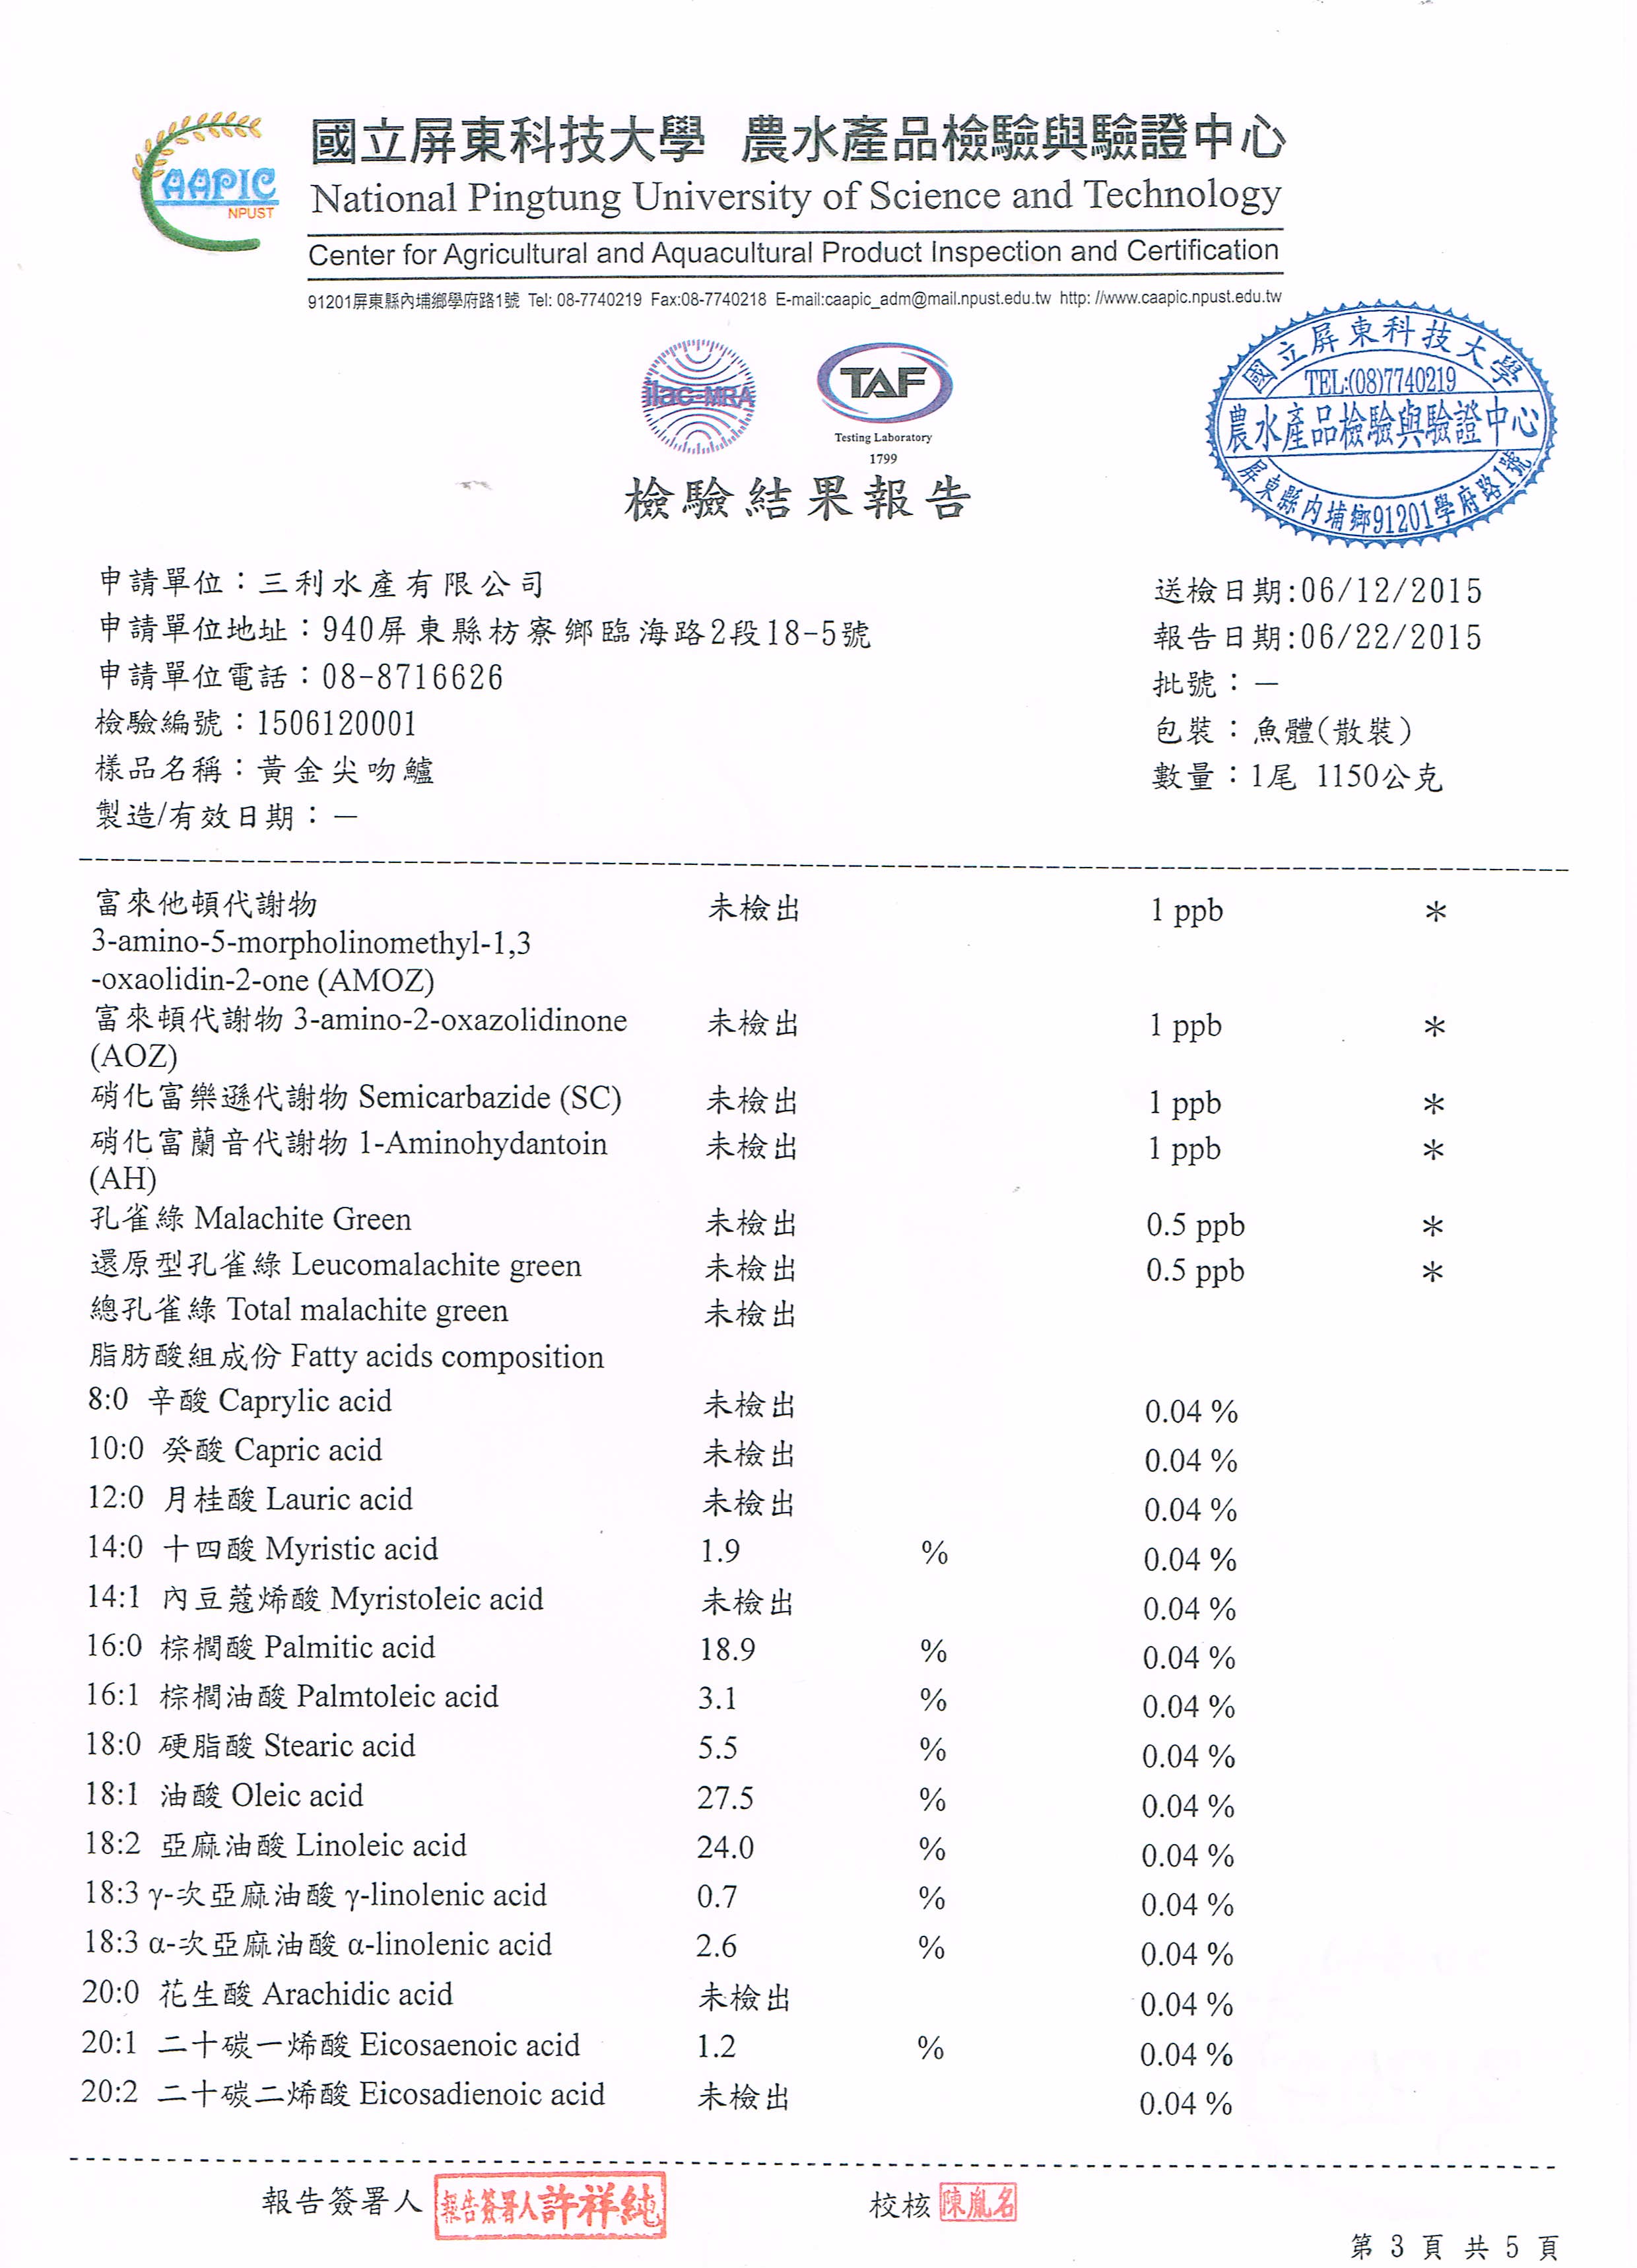 AAPIC
NPUST
國立屏東科技大學 農水產品檢驗與驗證中心
National Pingtung University of Science and Technology
Center for Agricultural and Aquacultural Product Inspection and Certification
91201屏東縣內埔鄉學府路1號 Tel: 08-7740219 Fax:08-7740218 E-mail:caapic_adm@mail.npust.edu.tw http: //www.caapic.npust.edu.tw
ilac-MRA
TAF
Testing Laboratory
1799
國立屏東科技大學
TEL:(08)7740219
農水產品檢驗與驗證中心
屏東縣內埔鄉91201學府路1號
檢驗結果報告
申請單位：三利水產有限公司
送檢日期:06/12/2015
申請單位地址：940屏東縣枋寮鄉臨海路2段18-5號
報告日期:06/22/2015
申請單位電話：08-8716626
批號：－
檢驗編號：1506120001
包裝：魚體(散裝)
樣品名稱：黃金尖吻鱸
數量：1尾 1150公克
製造/有效日期：－
富來他頓代謝物 未檢出 1 ppb ＊
3-amino-5-morpholinomethyl-1,3
-oxaolidin-2-one (AMOZ)
富來頓代謝物 3-amino-2-oxazolidinone 未檢出 1 ppb ＊
(AOZ)
硝化富樂遜代謝物 Semicarbazide (SC) 未檢出 1 ppb ＊
硝化富蘭音代謝物 1-Aminohydantoin 未檢出 1 ppb ＊
(AH)
孔雀綠 Malachite Green 未檢出 0.5 ppb ＊
還原型孔雀綠 Leucomalachite green 未檢出 0.5 ppb ＊
總孔雀綠 Total malachite green 未檢出
脂肪酸組成份 Fatty acids composition
8:0 辛酸 Caprylic acid 未檢出 0.04 %
10:0 癸酸 Capric acid 未檢出 0.04 %
12:0 月桂酸 Lauric acid 未檢出 0.04 %
14:0 十四酸 Myristic acid 1.9 % 0.04 %
14:1 內豆蔻烯酸 Myristoleic acid 未檢出 0.04 %
16:0 棕櫚酸 Palmitic acid 18.9 % 0.04 %
16:1 棕櫚油酸 Palmtoleic acid 3.1 % 0.04 %
18:0 硬脂酸 Stearic acid 5.5 % 0.04 %
18:1 油酸 Oleic acid 27.5 % 0.04 %
18:2 亞麻油酸 Linoleic acid 24.0 % 0.04 %
18:3 γ-次亞麻油酸 γ-linolenic acid 0.7 % 0.04 %
18:3 α-次亞麻油酸 α-linolenic acid 2.6 % 0.04 %
20:0 花生酸 Arachidic acid 未檢出 0.04 %
20:1 二十碳一烯酸 Eicosaenoic acid 1.2 % 0.04 %
20:2 二十碳二烯酸 Eicosadienoic acid 未檢出 0.04 %
報告簽署人 報告簽署人許祥純 校核 陳胤名
第 3 頁 共 5 頁